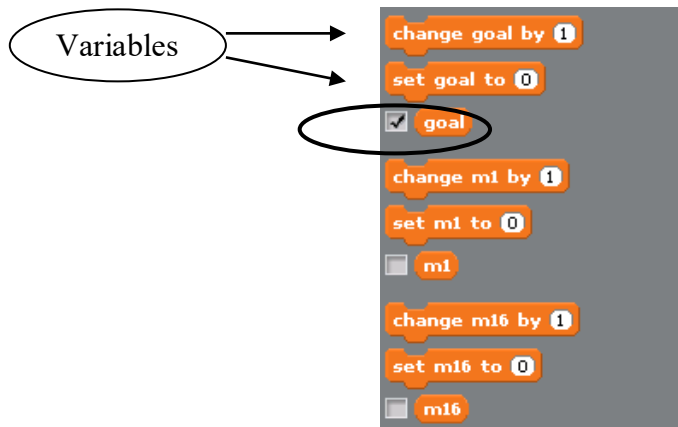 Variables
change goal by 1
set goal to 0
goal
change m1 by 1
set m1 to 0
m1
change m16 by 1
set m16 to 0
m16